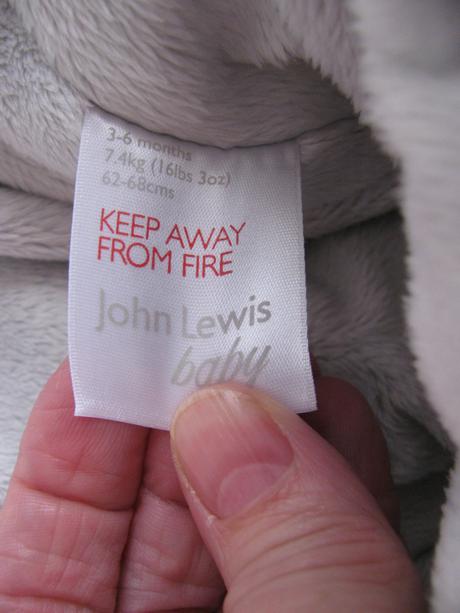 3-6 months
7.4kg (16lbs 3oz)
62-68cms
KEEP AWAY
FROM FIRE
John Lewis
baby